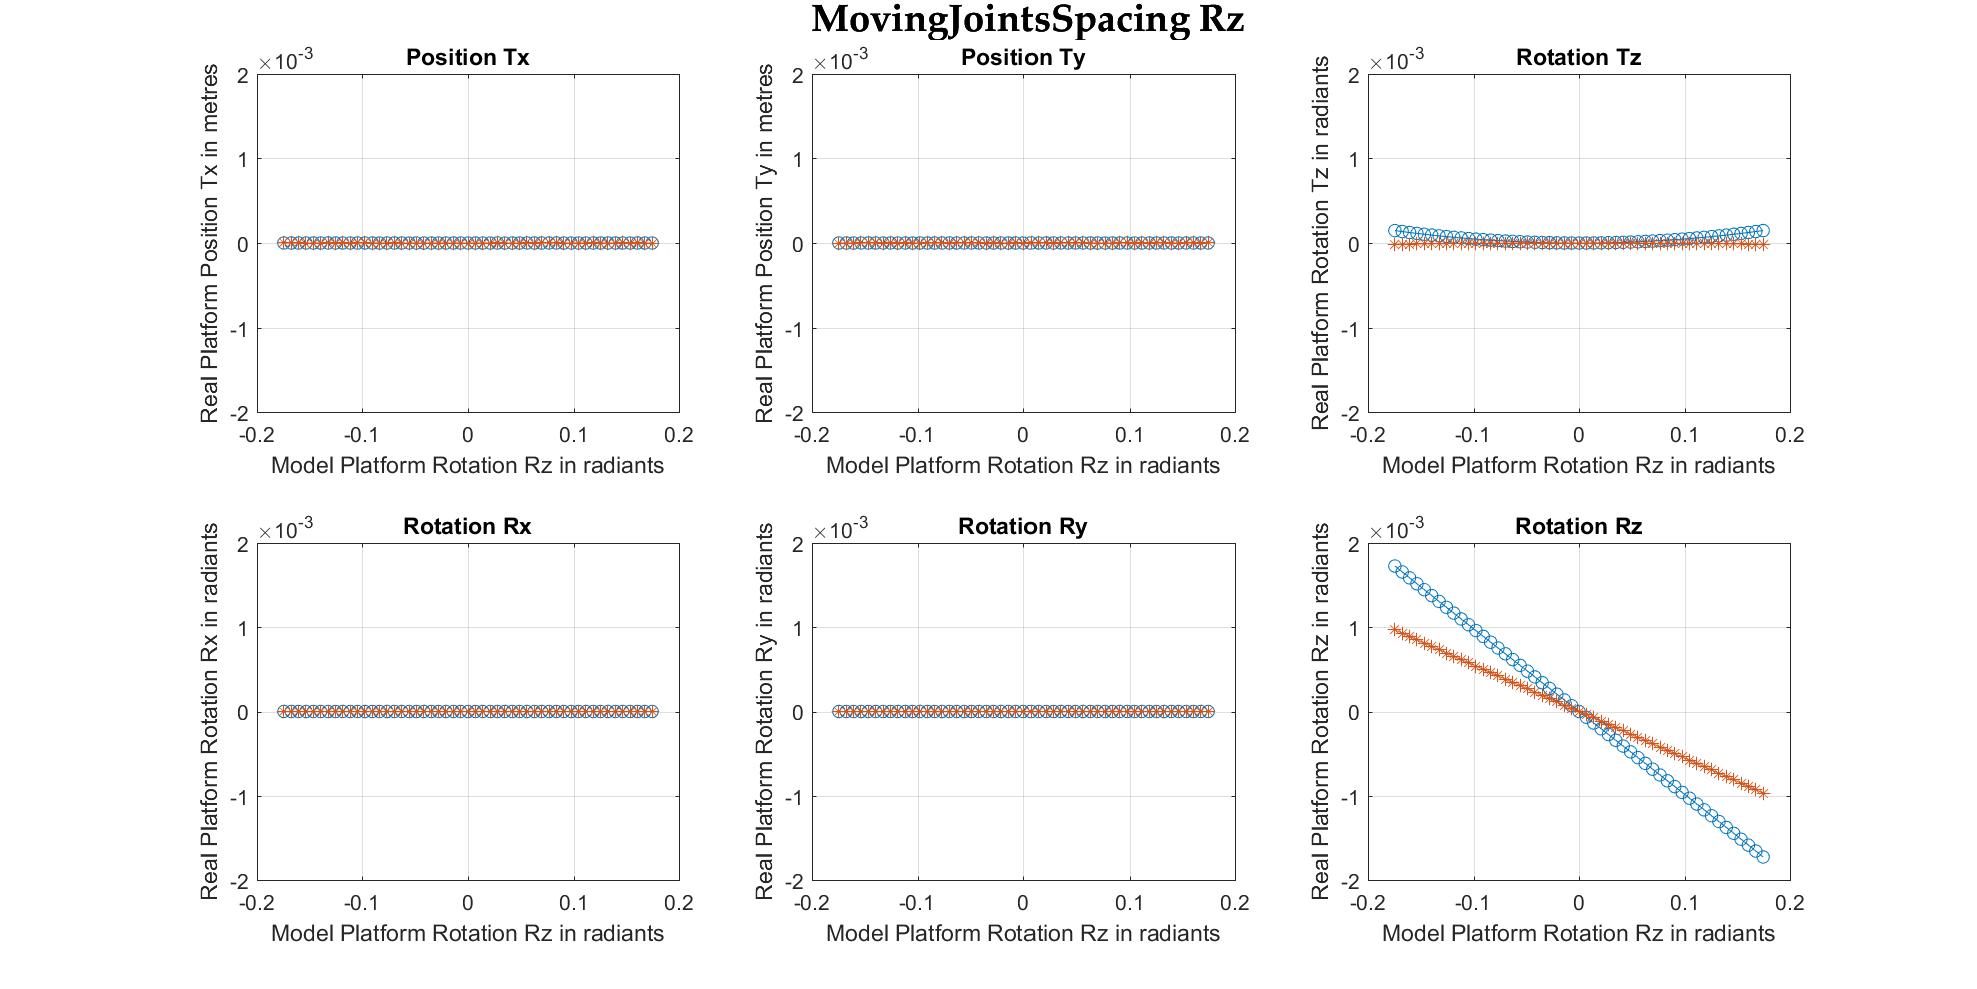 MovingJointsSpacing Rz
Position Tx
×10-3
Real Platform Position Tx in metres
2
1
0
-1
-2
-0.2 -0.1 0 0.1 0.2
Model Platform Rotation Rz in radiants
Position Ty
×10-3
Real Platform Position Ty in metres
2
1
0
-1
-2
-0.2 -0.1 0 0.1 0.2
Model Platform Rotation Rz in radiants
Rotation Tz
×10-3
Real Platform Rotation Tz in radiants
2
1
0
-1
-2
-0.2 -0.1 0 0.1 0.2
Model Platform Rotation Rz in radiants
Rotation Rx
×10-3
Real Platform Rotation Rx in radiants
2
1
0
-1
-2
-0.2 -0.1 0 0.1 0.2
Model Platform Rotation Rz in radiants
Rotation Ry
×10-3
Real Platform Rotation Ry in radiants
2
1
0
-1
-2
-0.2 -0.1 0 0.1 0.2
Model Platform Rotation Rz in radiants
Rotation Rz
×10-3
Real Platform Rotation Rz in radiants
2
1
0
-1
-2
-0.2 -0.1 0 0.1 0.2
Model Platform Rotation Rz in radiants